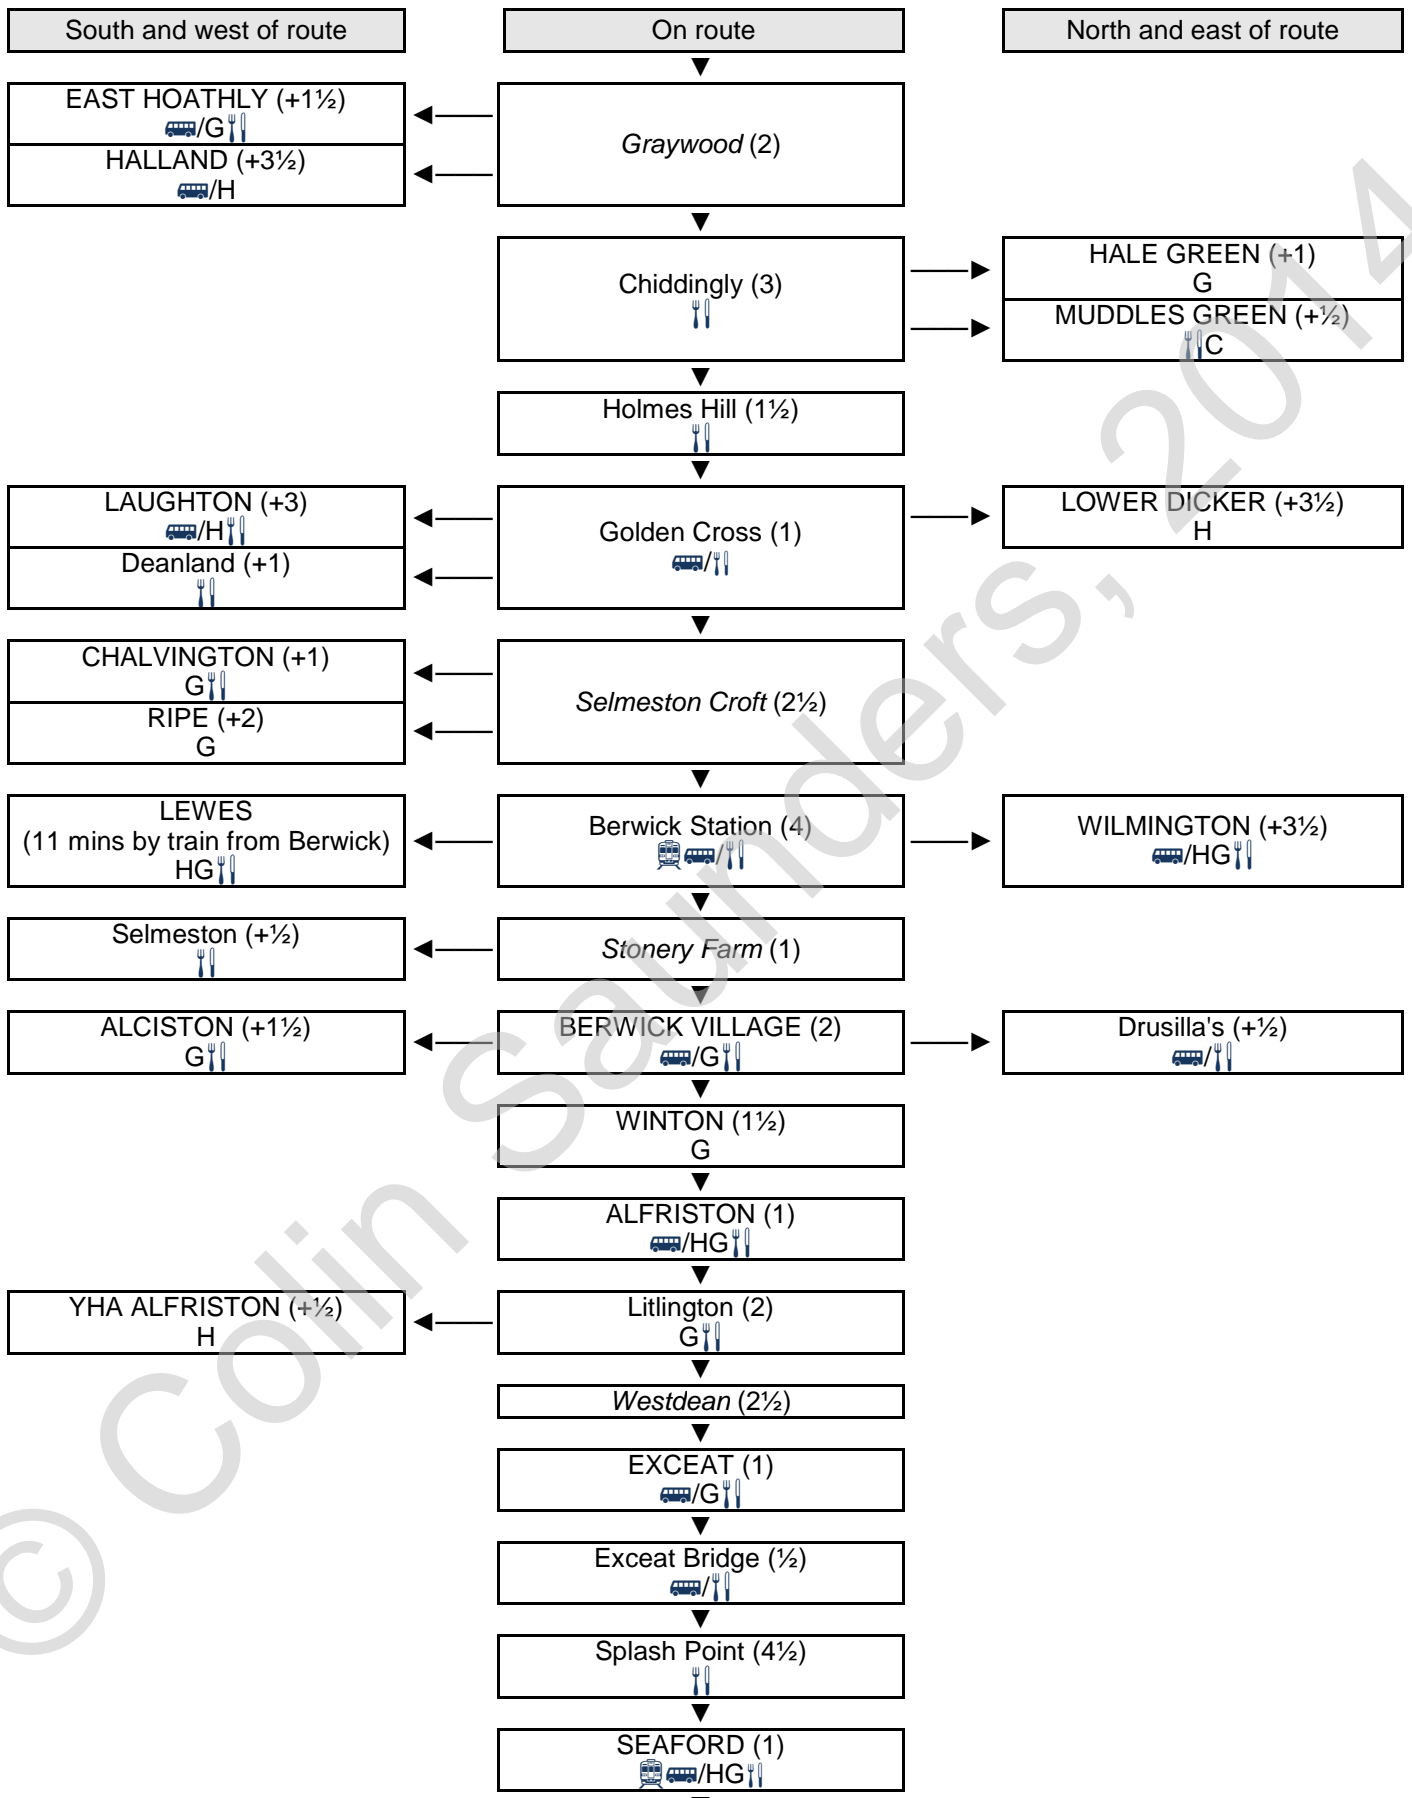 South and west of route
On route
North and east of route
EAST HOATHLY (+1½)
/G
HALLAND (+3½)
/H
Graywood (2)
Chiddingly (3)
HALE GREEN (+1)
G
MUDDLES GREEN (+½)
C
Holmes Hill (1½)
LAUGHTON (+3)
/H
Deanland (+1)
Golden Cross (1)
/
LOWER DICKER (+3½)
H
CHALVINGTON (+1)
G
RIPE (+2)
G
Selmeston Croft (2½)
LEWES
(11 mins by train from Berwick)
HG
Berwick Station (4)
/
WILMINGTON (+3½)
/HG
Selmeston (+½)
Stonery Farm (1)
ALCISTON (+1½)
G
BERWICK VILLAGE (2)
/G
Drusilla's (+½)
/
WINTON (1½)
G
ALFRISTON (1)
/HG
YHA ALFRISTON (+½)
H
Litlington (2)
G
Westdean (2½)
EXCEAT (1)
/G
Exceat Bridge (½)
/
Splash Point (4½)
SEAFORD (1)
/HG
© Colin Saunders, 2014